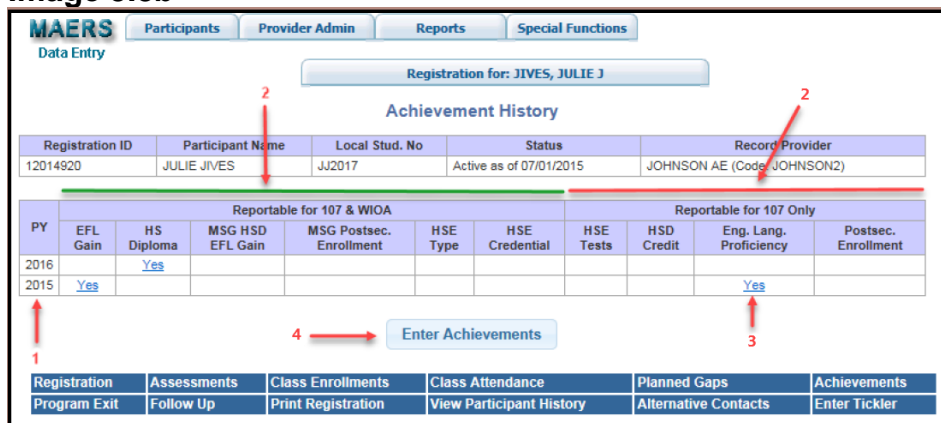 MAERS
Data Entry
Participants Provider Admin Reports Special Functions
Registration for: JIVES, JULIE J
2 2
Achievement History
Registration ID Participant Name Local Stud. No Status Record Provider
12014920 JULIE JIVES JJ2017 Active as of 07/01/2015 JOHNSON AE (Code: JOHNSON2)
PY Reportable for 107 & WIOA Reportable for 107 Only
EFL Gain HS Diploma MSG HSD EFL Gain MSG Postsec. Enrollment HSE Type HSE Credential HSE Tests HSD Credit Eng. Lang. Proficiency Postsec. Enrollment
2016 Yes
2015 Yes Yes
1 4 Enter Achievements 3
Registration Assessments Class Enrollments Class Attendance Planned Gaps Achievements
Program Exit Follow Up Print Registration View Participant History Alternative Contacts Enter Tickler